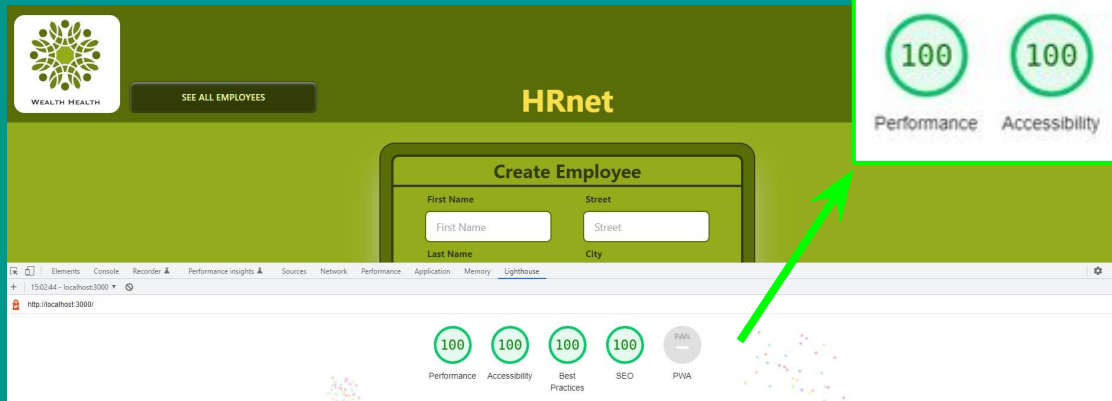 WEALTH HEALTH
SEE ALL EMPLOYEES
HRnet
100 100
Performance Accessibility
Create Employee
First Name Street
First Name Street
Last Name City
Elements Console Recorder Performance insights Sources Network Performance Application Memory Lighthouse
+ 15:02:44 - localhost:3000
http://localhost:3000/
100 100 100 100 PWA
Performance Accessibility Best Practices SEO PWA